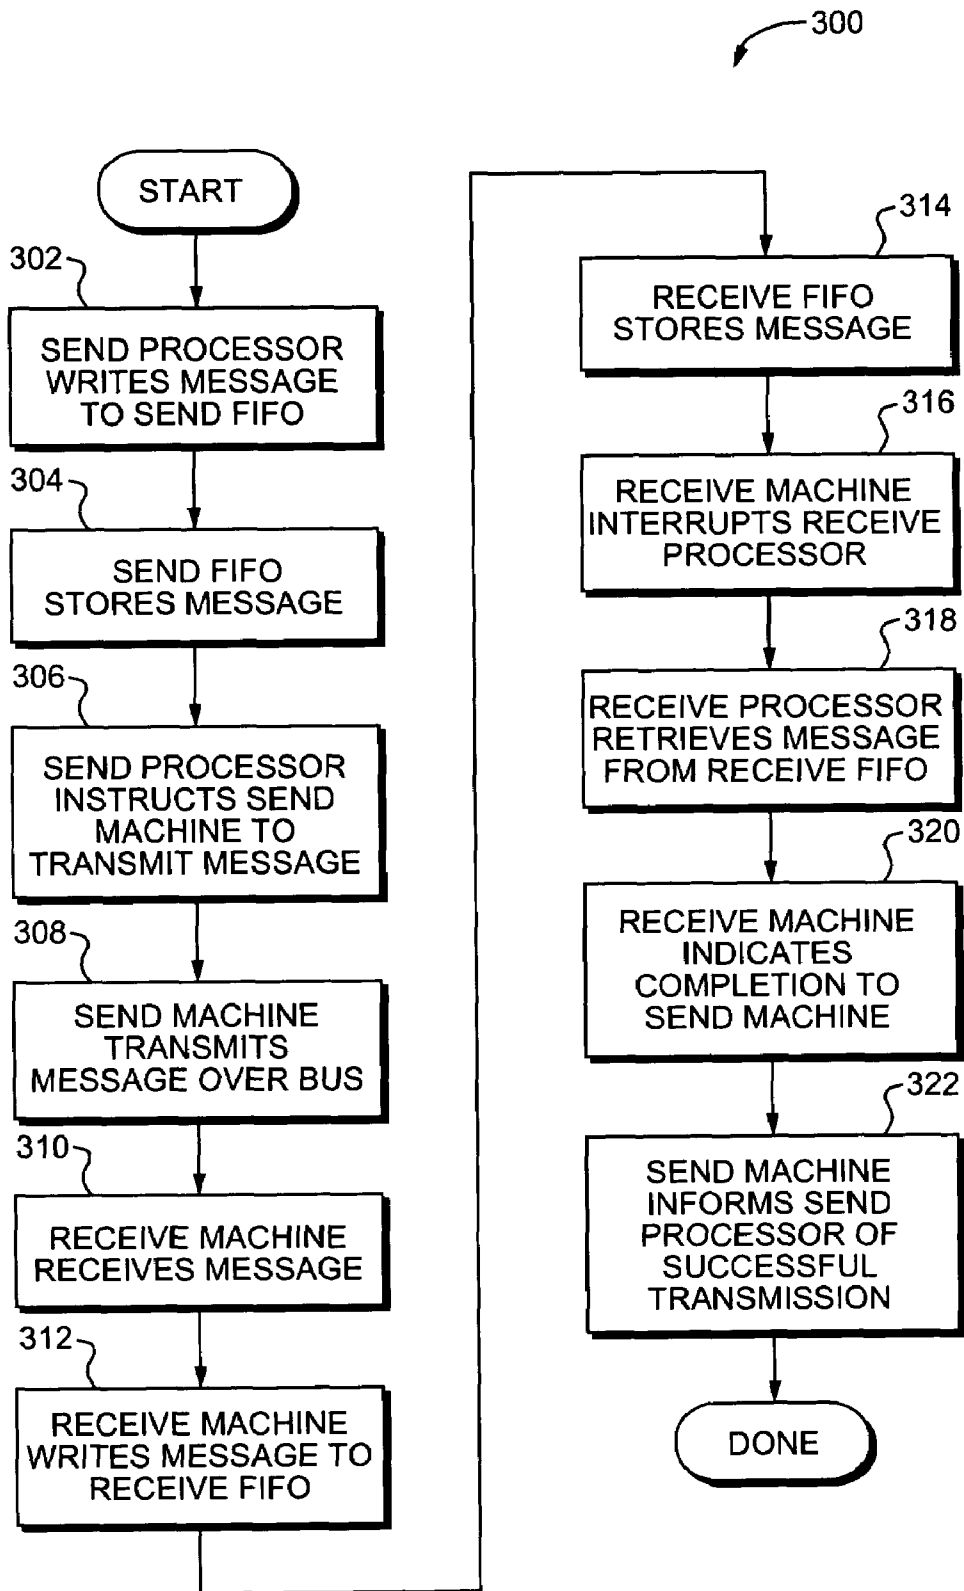 300
START
302
SEND PROCESSOR
WRITES MESSAGE
TO SEND FIFO
304
SEND FIFO
STORES MESSAGE
306
SEND PROCESSOR
INSTRUCTS SEND
MACHINE TO
TRANSMIT MESSAGE
308
SEND MACHINE
TRANSMITS
MESSAGE OVER BUS
310
RECEIVE MACHINE
RECEIVES MESSAGE
312
RECEIVE MACHINE
WRITES MESSAGE TO
RECEIVE FIFO
314
RECEIVE FIFO
STORES MESSAGE
316
RECEIVE MACHINE
INTERRUPTS RECEIVE
PROCESSOR
318
RECEIVE PROCESSOR
RETRIEVES MESSAGE
FROM RECEIVE FIFO
320
RECEIVE MACHINE
INDICATES
COMPLETION TO
SEND MACHINE
322
SEND MACHINE
INFORMS SEND
PROCESSOR OF
SUCCESSFUL
TRANSMISSION
DONE